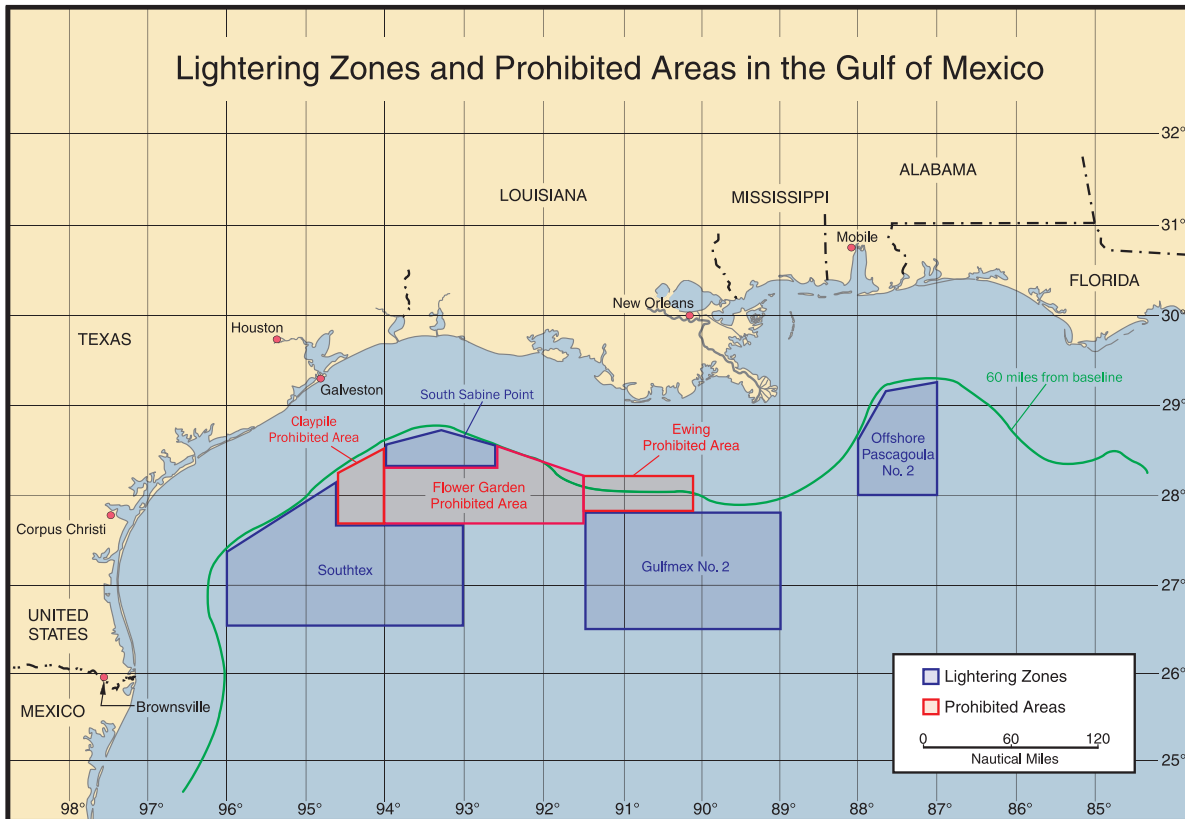 Lightering Zones and Prohibited Areas in the Gulf of Mexico
32°
ALABAMA
LOUISIANA
MISSISSIPPI
31°
Mobile
FLORIDA
New Orleans
30°
Houston
TEXAS
Galveston
South Sabine Point
60 miles from baseline
29°
Claypile
Prohibited Area
Ewing
Prohibited Area
Offshore
Pascagoula
No. 2
Flower Garden
Prohibited Area
28°
Corpus Christi
Southtex
Gulfmex No. 2
27°
UNITED
STATES
26°
MEXICO
Brownsville
Lightering Zones
Prohibited Areas
0 60 120
Nautical Miles
25°
98° 97° 96° 95° 94° 93° 92° 91° 90° 89° 88° 87° 86° 85°